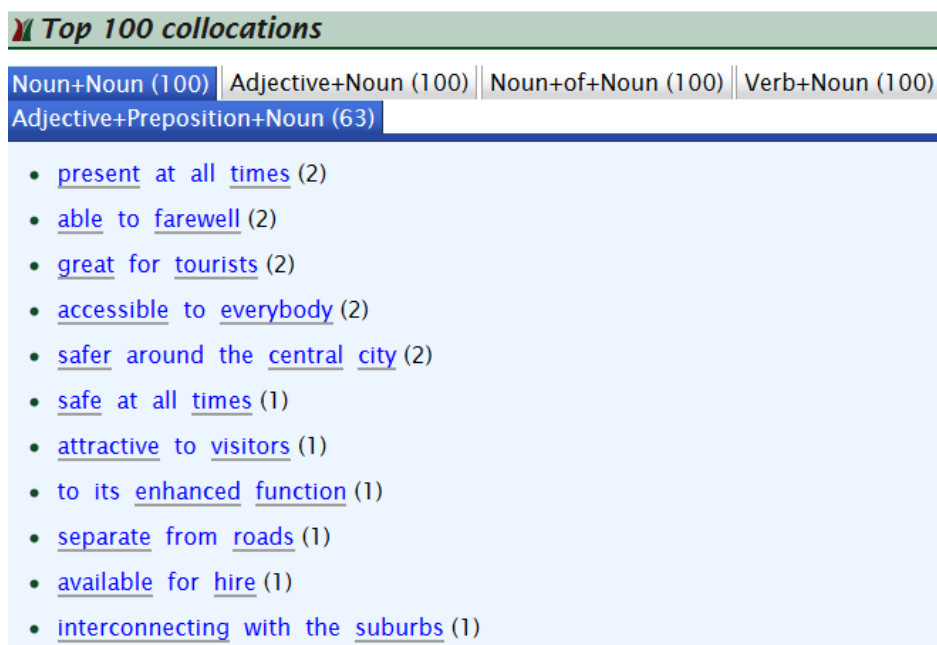 Top 100 collocations
Noun+Noun (100) Adjective+Noun (100) Noun+of+Noun (100) Verb+Noun (100)
Adjective+Preposition+Noun (63)
present at all times (2)
able to farewell (2)
great for tourists (2)
accessible to everybody (2)
safer around the central city (2)
safe at all times (1)
attractive to visitors (1)
to its enhanced function (1)
separate from roads (1)
available for hire (1)
interconnecting with the suburbs (1)